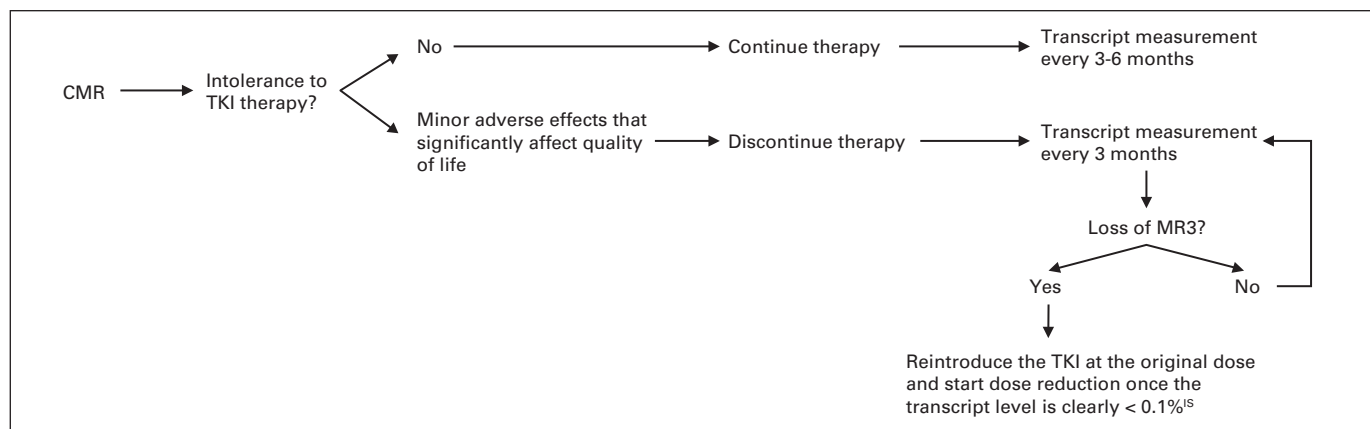 CMR
Intolerance to
TKI therapy?
No
Continue therapy
Transcript measurement
every 3-6 months
Minor adverse effects that
significantly affect quality
of life
Discontinue therapy
Transcript measurement
every 3 months
Loss of MR3?
Yes
No
Reintroduce the TKI at the original dose
and start dose reduction once the
transcript level is clearly < 0.1%IS